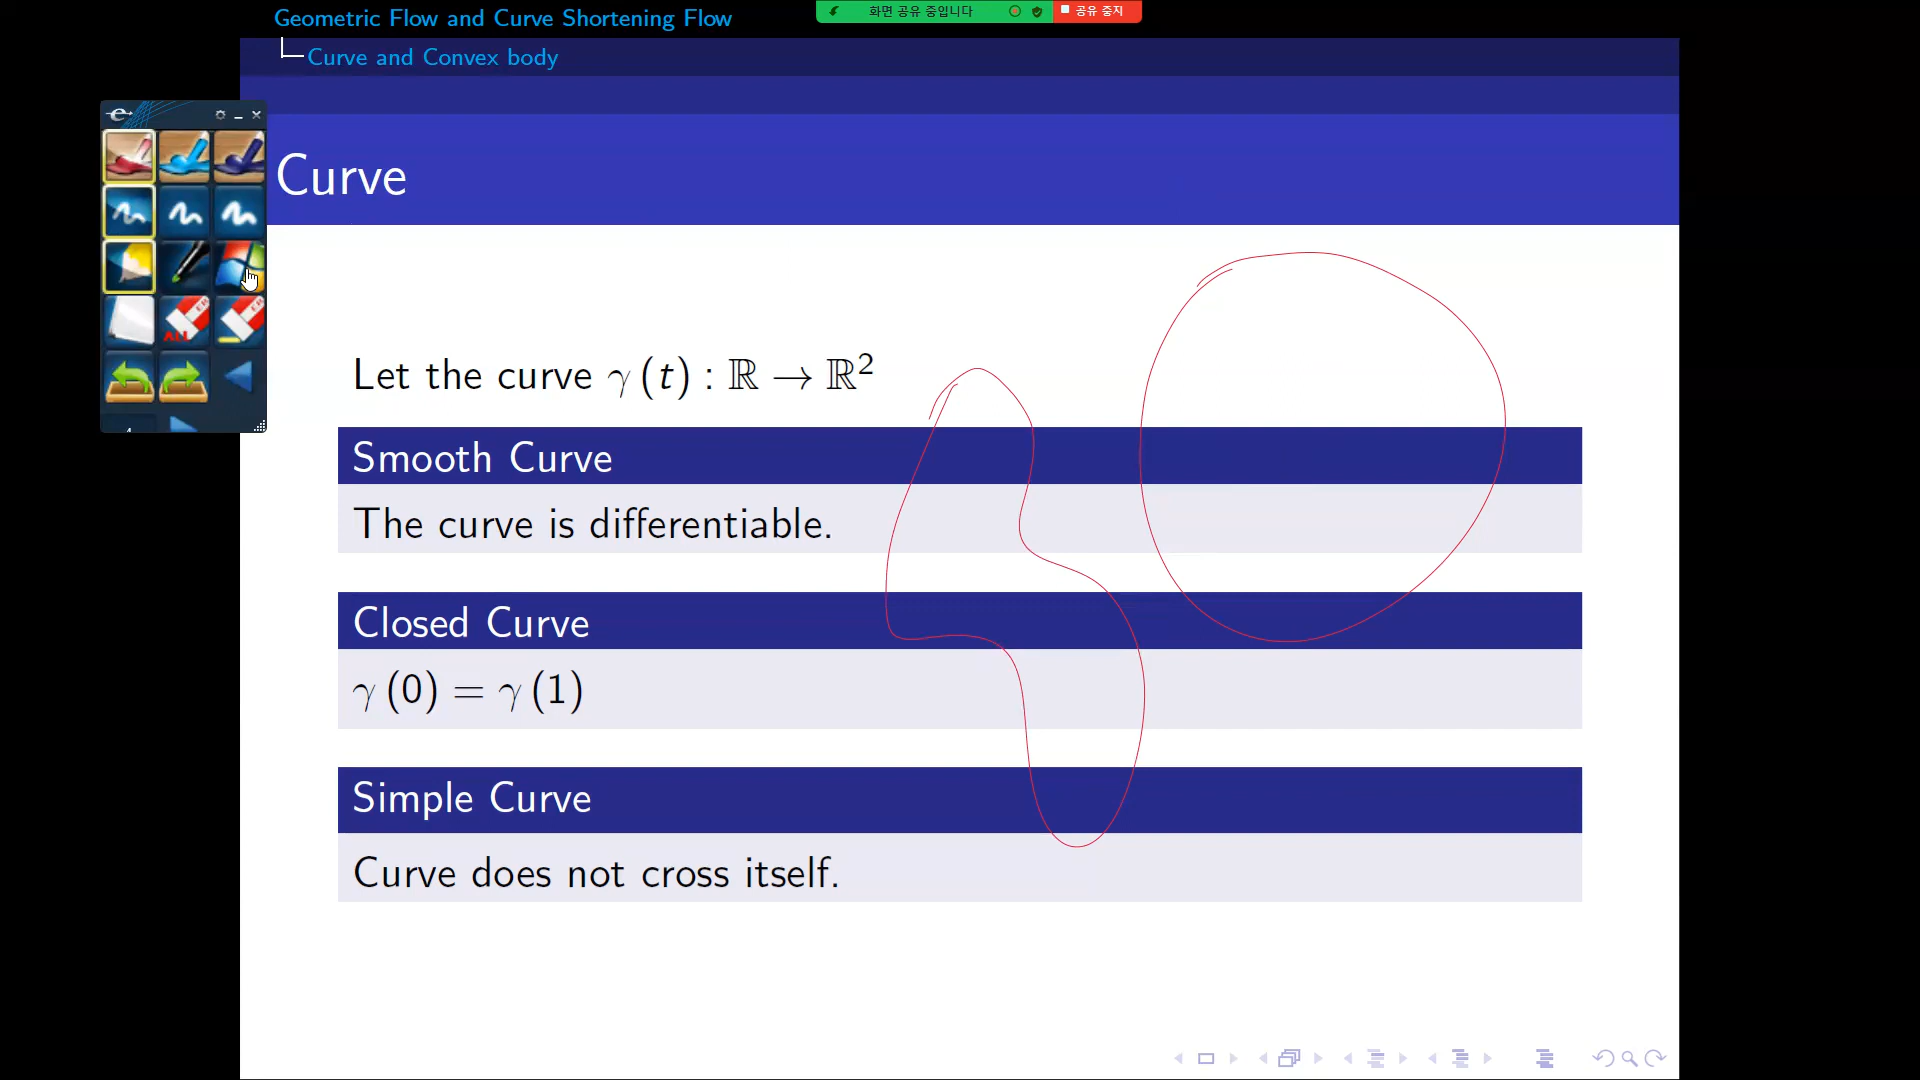 Geometric Flow and Curve Shortening Flow
화면 공유 중입니다
공유 중지
Curve and Convex body
Curve
Let the curve γ(t) : ℝ → ℝ²
Smooth Curve
The curve is differentiable.
Closed Curve
γ(0) = γ(1)
Simple Curve
Curve does not cross itself.
ALL